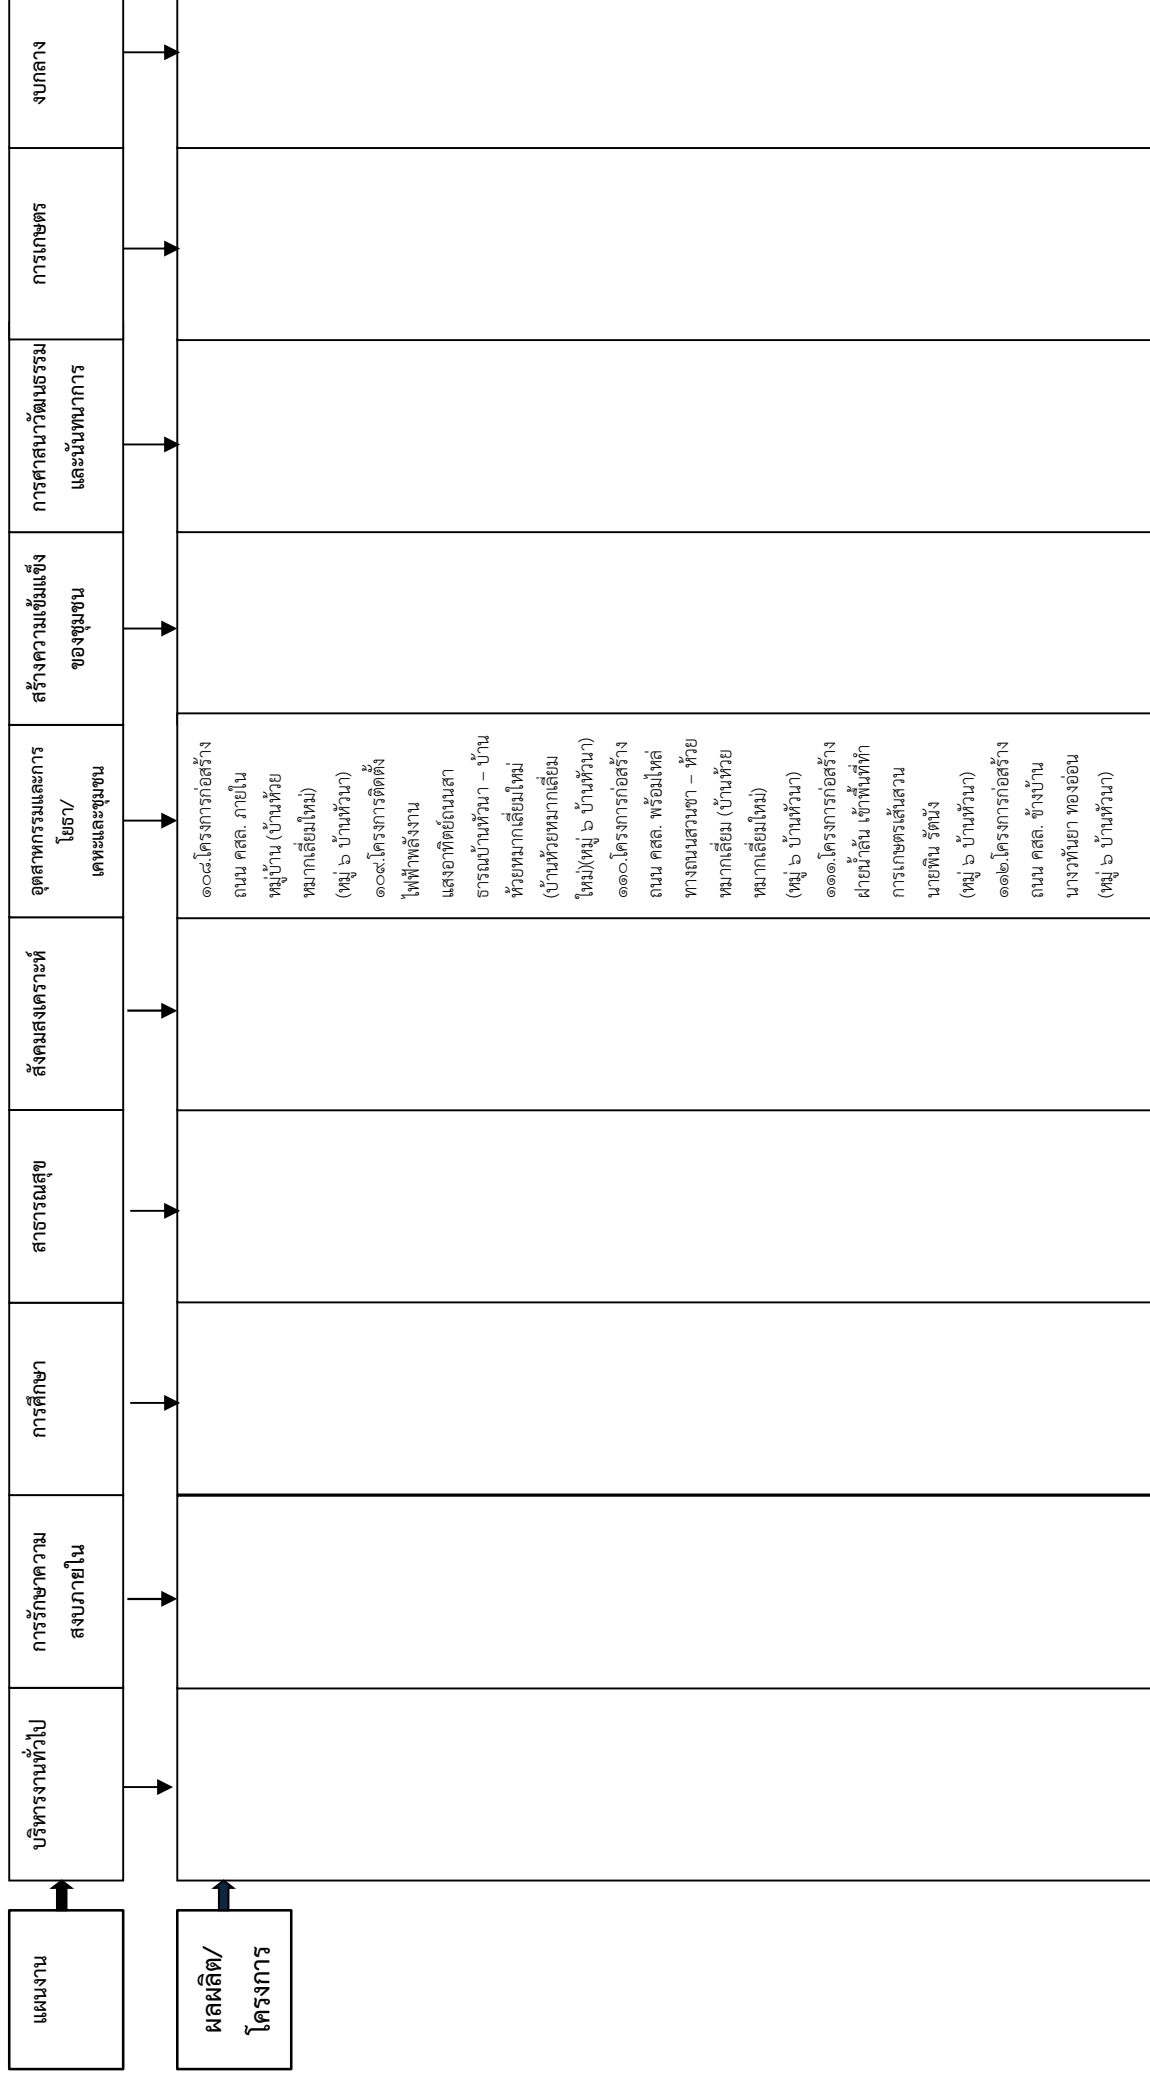 แผนงาน
บริหารงานทั่วไป
การรักษาความ
สงบภายใน
การศึกษา
สาธารณสุข
สังคมสงเคราะห์
อุตสาหกรรมและการ
โยธา/
เคหะและชุมชน
สร้างความเข้มแข็ง
ของชุมชน
การศาสนาวัฒนธรรม
และนันทนาการ
การเกษตร
งบกลาง
ผลผลิต/
โครงการ
๑๐๘.โครงการก่อสร้าง
ถนน คสล. ภายใน
หมู่บ้าน (บ้านห้วย
หมากเลี่ยมใหม่)
(หมู่ ๖ บ้านหัวนา)
๑๐๙.โครงการติดตั้ง
ไฟฟ้าพลังงาน
แสงอาทิตย์ถนนสา
ธารณบ้านหัวนา – บ้าน
ห้วยหมากเลี่ยมใหม่
(บ้านห้วยหมากเลี่ยม
ใหม่)(หมู่ ๖ บ้านหัวนา)
๑๑๐.โครงการก่อสร้าง
ถนน คสล. พร้อมไหล่
ทางถนนสวนชา – ห้วย
หมากเลี่ยม (บ้านห้วย
หมากเลี่ยมใหม่)
(หมู่ ๖ บ้านหัวนา)
๑๑๑.โครงการก่อสร้าง
ฝายน้ำล้น เข้าพื้นที่ทำ
การเกษตรเส้นสวน
นายพิน รัตนัง
(หมู่ ๖ บ้านหัวนา)
๑๑๒.โครงการก่อสร้าง
ถนน คสล. ข้างบ้าน
นางวทันยา ทองอ่อน
(หมู่ ๖ บ้านหัวนา)